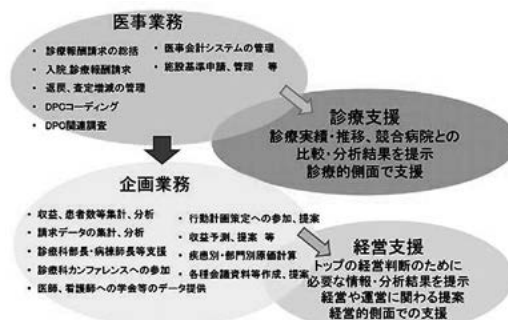 医事業務
• 診療報酬請求の総括
• 入院診療報酬請求
• 返戻、査定増減の管理
• DPCコーディング
• DPC関連調査
• 医事会計システムの管理
• 施設基準申請、管理 等
診療支援
診療実績・推移、競合病院との
比較・分析結果を提示
診療的側面で支援
企画業務
• 収益、患者数等集計、分析
• 請求データの集計、分析
• 診療科部長・病棟師長等支援
• 診療科カンファレンスへの参加
• 医師、看護師への学会等のデータ提供
• 行動計画策定への参加、提案
• 収益予測、提案 等
• 疾患別・部門別原価計算
• 各種会議資料等作成、提案
経営支援
トップの経営判断のために
必要な情報・分析結果を提示
経営や運営に関わる提案
経営的側面での支援